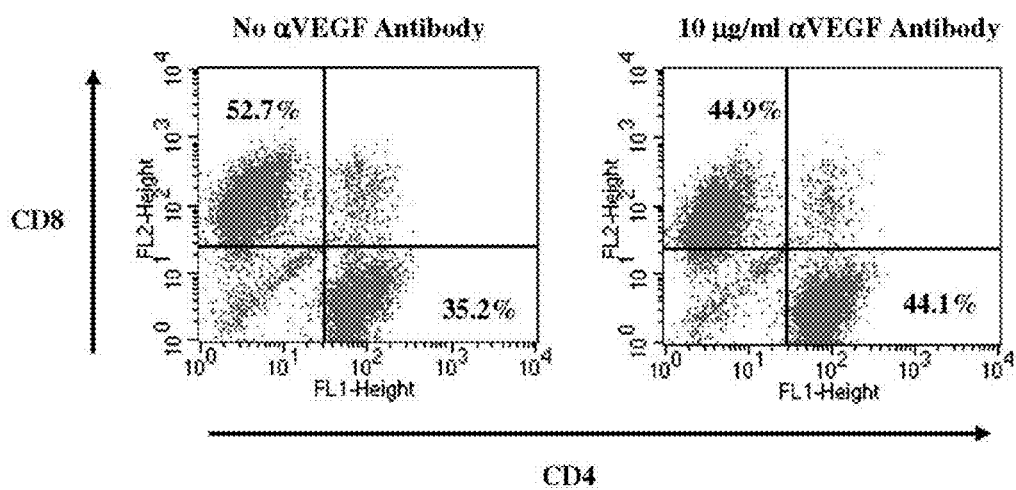 No αVEGF Antibody
10 μg/ml αVEGF Antibody
CD8
FL2-Height
10^0 10^1 10^2 10^3 10^4
52.7%
35.2%
10^0 10^1 10^2 10^3 10^4
FL1-Height
FL2-Height
10^0 10^1 10^2 10^3 10^4
44.9%
44.1%
10^0 10^1 10^2 10^3 10^4
FL1-Height
CD4